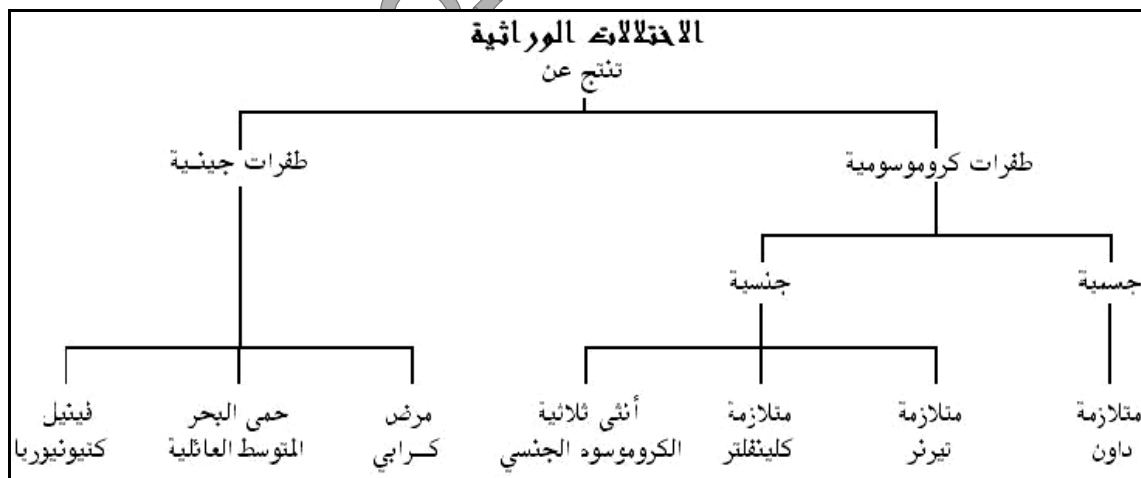 الاختلالات الوراثية
تنتج عن
طفرات كروموسومية
طفرات جينية
جسمية
جنسية
متلازمة
داون
متلازمة
تيرنر
متلازمة
كلينفلتر
أنثى ثلاثية
الكروموسوم الجنسي
مرض
كرابي
حمى البحر
المتوسط العائلية
فينيل
كتيونيوريا